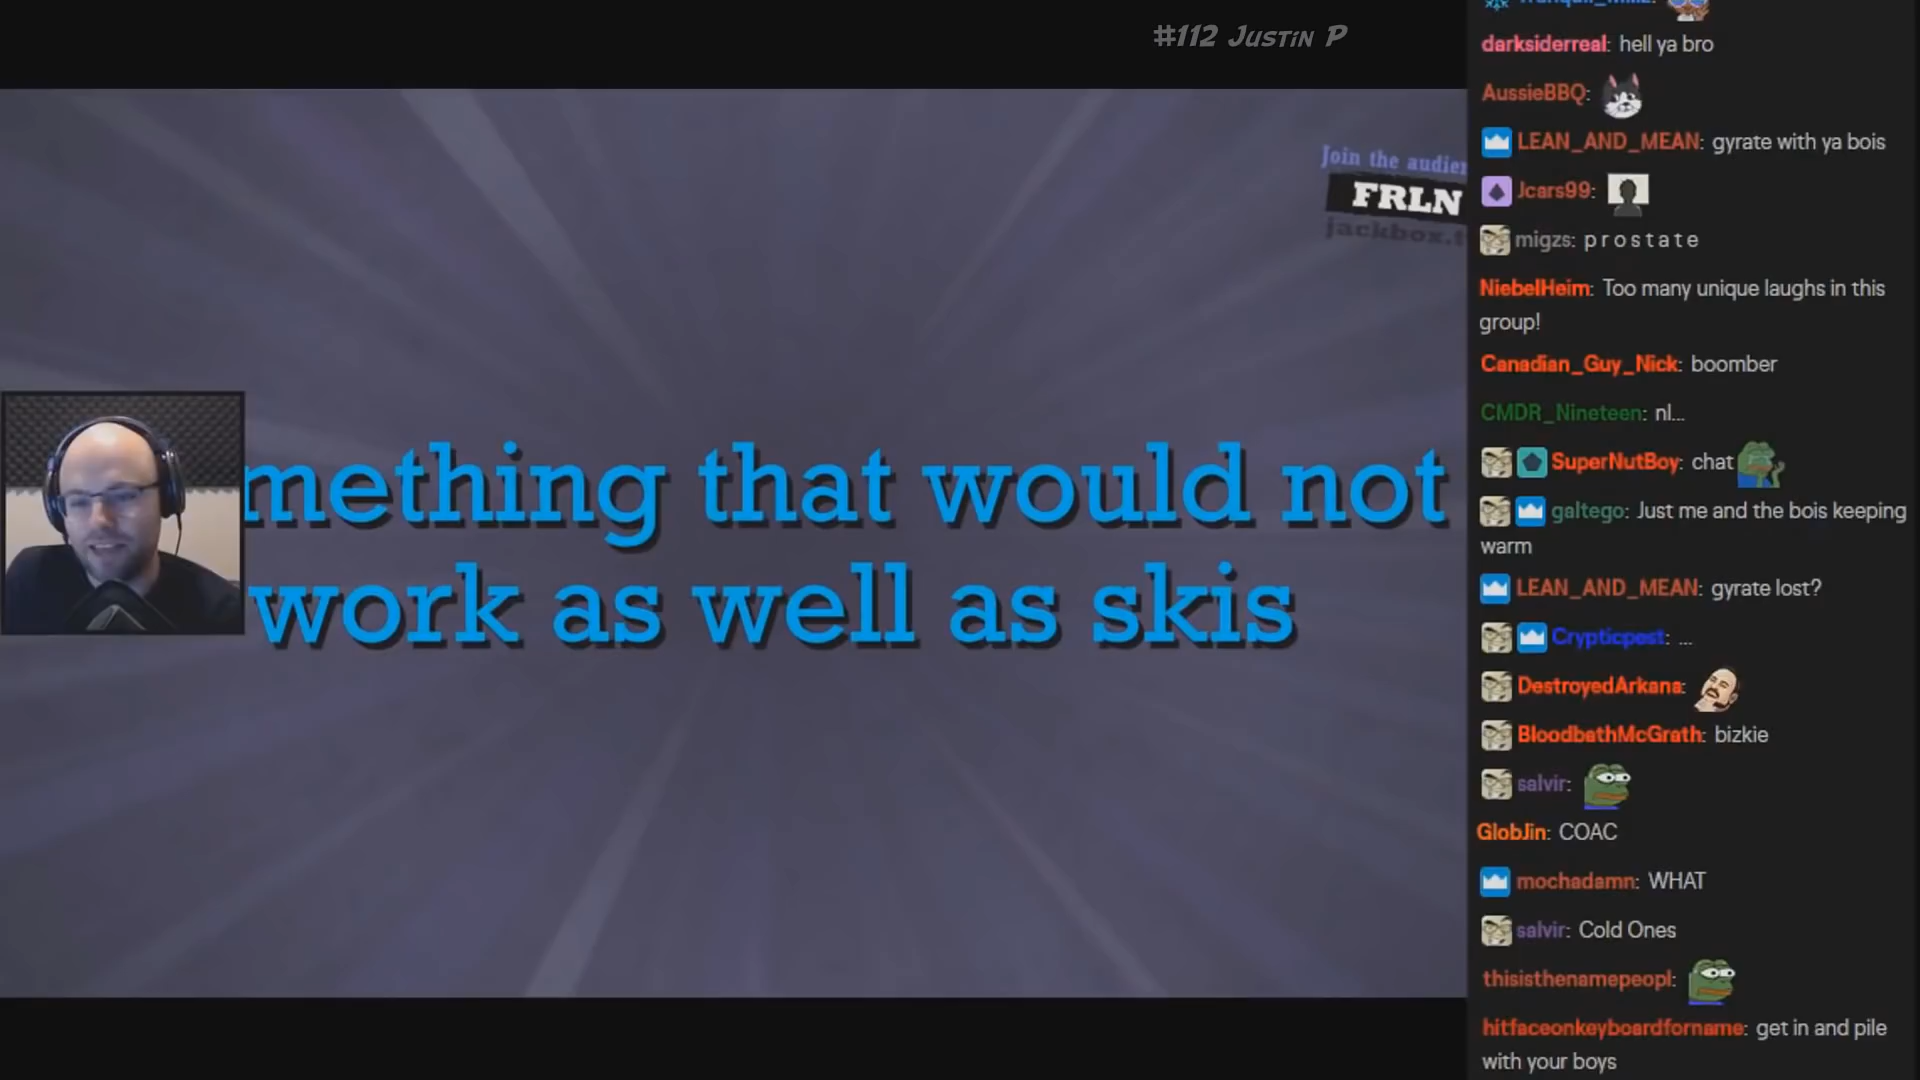 #112 Justin P
Join the audien
FRLN
jackbox.t
mething that would not
work as well as skis
darksiderreal: hell ya bro
AussieBBQ:
LEAN_AND_MEAN: gyrate with ya bois
Jcars99:
migzs: p r o s t a t e
NiebelHeim: Too many unique laughs in this
group!
Canadian_Guy_Nick: boomber
CMDR_Nineteen: nl...
SuperNutBoy: chat
galtego: Just me and the bois keeping
warm
LEAN_AND_MEAN: gyrate lost?
Crypticpest: ...
DestroyedArkana:
BloodbathMcGrath: bizkie
salvir:
GlobJin: COAC
mochadamn: WHAT
salvir: Cold Ones
thisisthenamepeopl:
hitfaceonkeyboardforname: get in and pile
with your boys